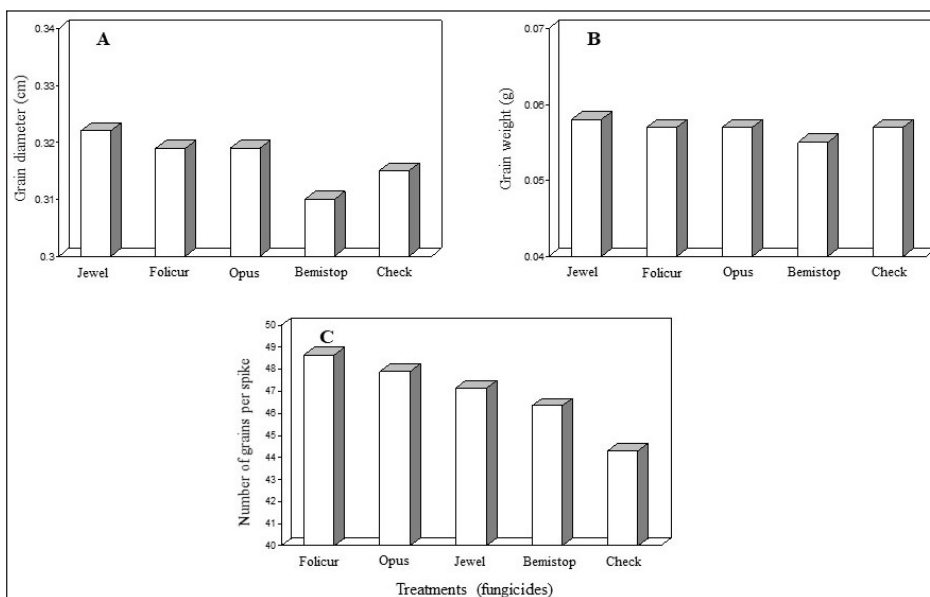 A
Grain diameter (cm)
0.34
0.33
0.32
0.31
0.3
Jewel Folicur Opus Bemistop Check
B
Grain weight (g)
0.07
0.06
0.05
0.04
Jewel Folicur Opus Bemistop Check
C
Number of grains per spike
50
49
48
47
46
45
44
43
42
41
40
Folicur Opus Jewel Bemistop Check
Treatments (fungicides)